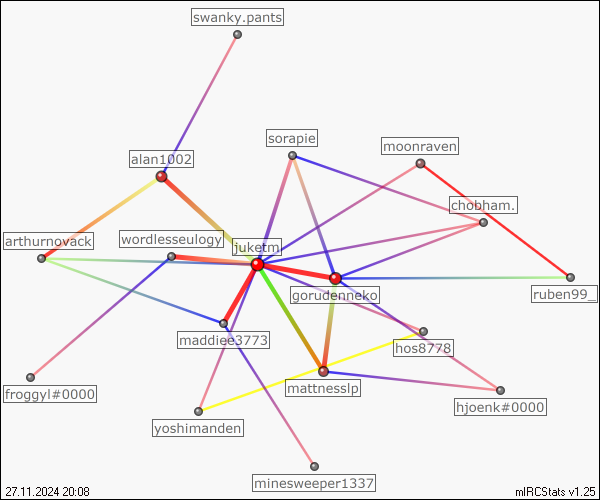 swanky.pants
sorapie
moonraven
alan1002
chobham.
arthurnovack
wordlesseulogy
juketm
gorudenneko
ruben99_
maddiee3773
hos8778
froggyl#0000
mattnesslp
hjoenk#0000
yoshimanden
minesweeper1337
27.11.2024 20:08
mIRCStats v1.25